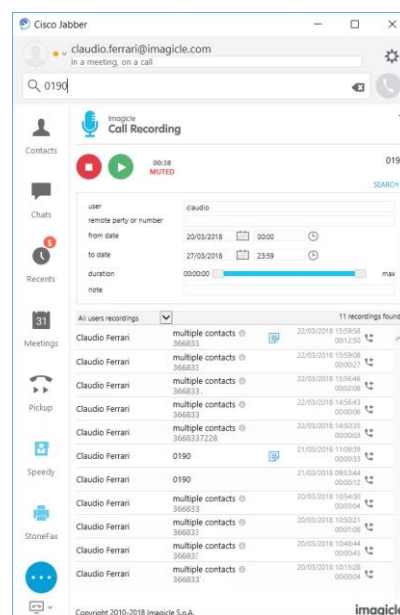 Cisco Jabber
claudio.ferrari@imagicle.com
In a meeting, on a call
0190
Imagicle
Call Recording
00:38
MUTED
019
SEARCH
Contacts
Chats
5
Recents
31
Meetings
Pickup
Speedy
StoneFax
user claudio
remote party or number
from date 20/03/2018 00:00
to date 27/03/2018 23:59
duration 00:00:00 max
note
All users recordings 11 recordings found
Claudio Ferrari multiple contacts 22/03/2018 15:59:58
366833 00:12:50
Claudio Ferrari multiple contacts 22/03/2018 15:59:08
366833 00:00:27
Claudio Ferrari multiple contacts 22/03/2018 15:56:46
366833 00:02:08
Claudio Ferrari multiple contacts 22/03/2018 14:56:43
366833 00:00:06
Claudio Ferrari multiple contacts 22/03/2018 14:50:35
3668337228 00:00:03
Claudio Ferrari 0190 21/03/2018 11:09:39
00:00:33
Claudio Ferrari 0190 21/03/2018 09:53:44
00:00:12
Claudio Ferrari multiple contacts 20/03/2018 10:54:30
366833 00:03:04
Claudio Ferrari multiple contacts 20/03/2018 10:50:21
366833 00:01:08
Claudio Ferrari multiple contacts 20/03/2018 10:48:44
366833 00:00:45
Claudio Ferrari multiple contacts 20/03/2018 10:15:28
366833 00:00:04
Copyright 2010-2018 Imagicle S.p.A. imagicle